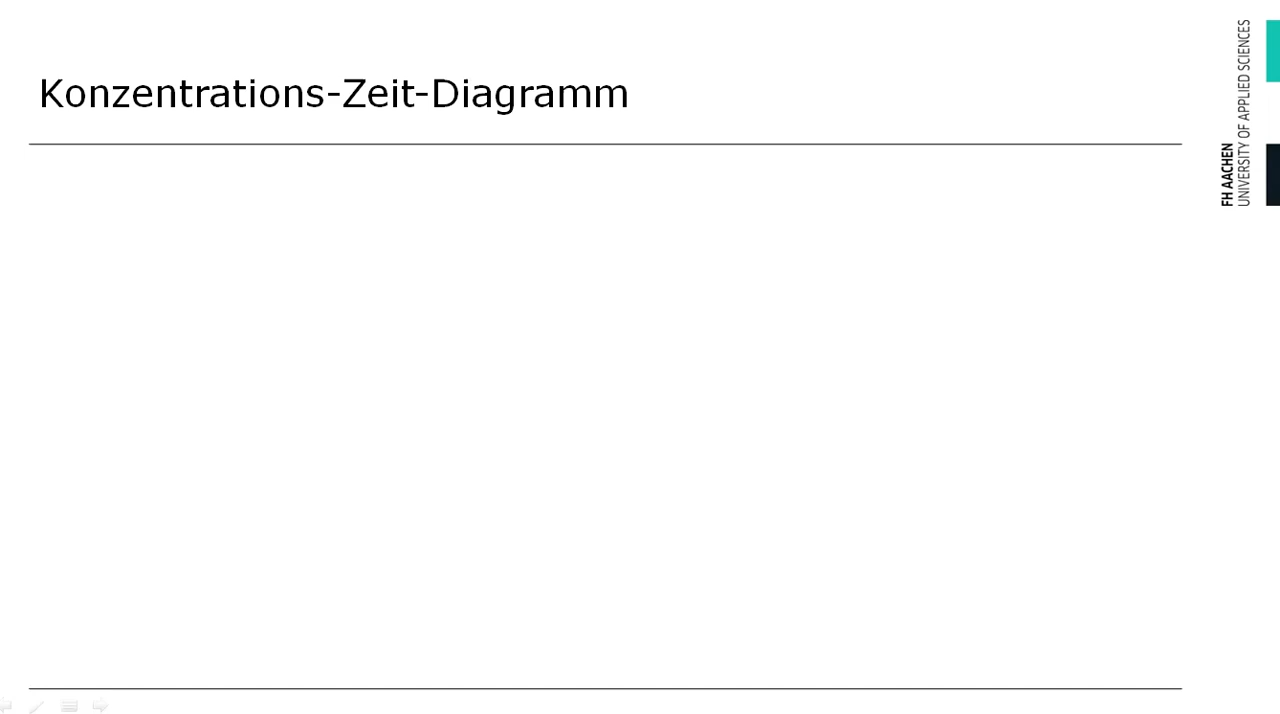 Konzentrations-Zeit-Diagramm
FH AACHEN
UNIVERSITY OF APPLIED SCIENCES